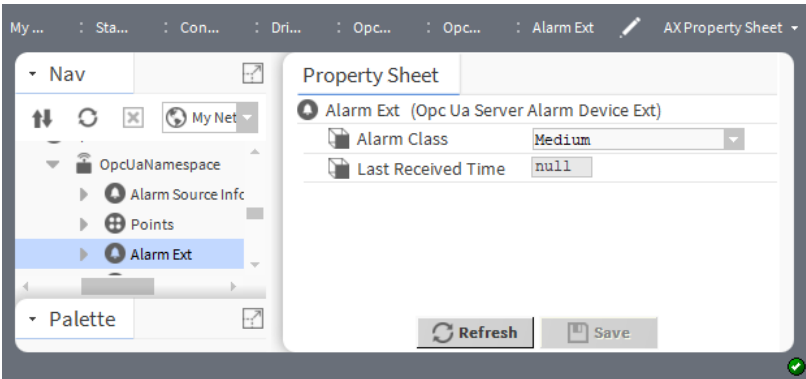 My ... : Sta... : Con... : Dri... : Opc... : Opc... : Alarm Ext AX Property Sheet
Nav
My Net
OpcUaNamespace
Alarm Source Info
Points
Alarm Ext
Palette
Property Sheet
Alarm Ext (Opc Ua Server Alarm Device Ext)
Alarm Class Medium
Last Received Time null
Refresh Save